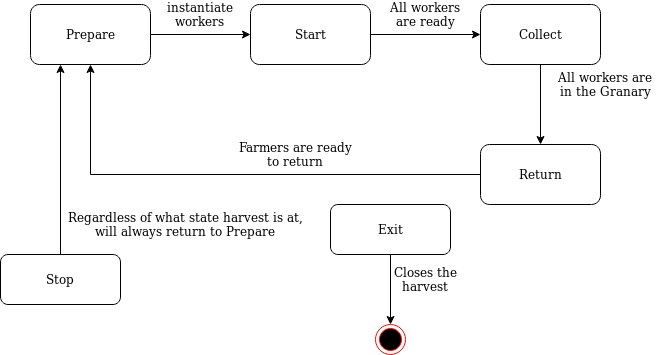 Prepare
instantiate
workers
Start
All workers
are ready
Collect
All workers are
in the Granary
Farmers are ready
to return
Return
Regardless of what state harvest is at,
will always return to Prepare
Exit
Stop
Closes the
harvest